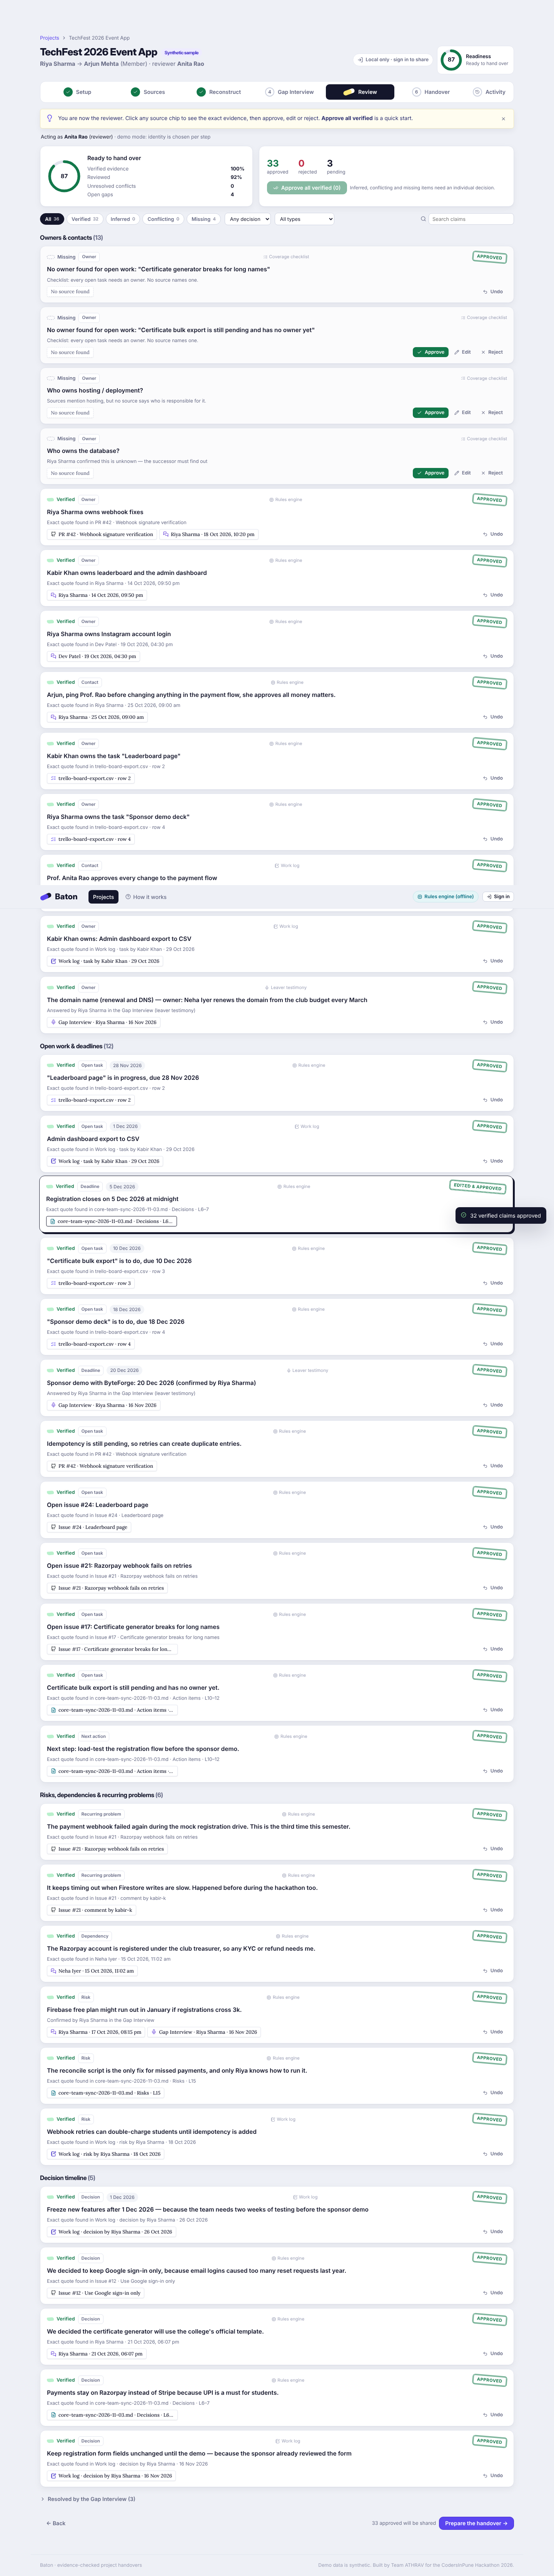 Projects › TechFest 2026 Event App
TechFest 2026 Event App Synthetic sample
Riya Sharma → Arjun Mehta (Member) · reviewer Anita Rao
Local only · sign in to share
87 Readiness
Ready to hand over
Setup Sources Reconstruct 4 Gap Interview Review 6 Handover Activity
You are now the reviewer. Click any source chip to see the exact evidence, then approve, edit or reject. Approve all verified is a quick start.
Acting as Anita Rao (reviewer) · demo mode: identity is chosen per step
87
Ready to hand over
Verified evidence 100%
Reviewed 92%
Unresolved conflicts 0
Open gaps 4
33 approved
0 rejected
3 pending
Approve all verified (0) Inferred, conflicting and missing items need an individual decision.
All 36 Verified 32 Inferred 0 Conflicting 0 Missing 4 Any decision All types Search claims
Owners & contacts (13)
Missing Owner Coverage checklist APPROVED
No owner found for open work: "Certificate generator breaks for long names"
Checklist: every open task needs an owner. No source names one.
No source found Undo
Missing Owner Coverage checklist
No owner found for open work: "Certificate bulk export is still pending and has no owner yet"
Checklist: every open task needs an owner. No source names one.
No source found Approve Edit Reject
Missing Owner Coverage checklist
Who owns hosting / deployment?
Sources mention hosting, but no source says who is responsible for it.
No source found Approve Edit Reject
Missing Owner Coverage checklist
Who owns the database?
Riya Sharma confirmed this is unknown — the successor must find out
No source found Approve Edit Reject
Verified Owner Rules engine APPROVED
Riya Sharma owns webhook fixes
Exact quote found in PR #42 · Webhook signature verification
PR #42 · Webhook signature verification Riya Sharma · 18 Oct 2026, 10:20 pm Undo
Verified Owner Rules engine APPROVED
Kabir Khan owns leaderboard and the admin dashboard
Exact quote found in Riya Sharma · 14 Oct 2026, 09:50 pm
Riya Sharma · 14 Oct 2026, 09:50 pm Undo
Verified Owner Rules engine APPROVED
Riya Sharma owns Instagram account login
Exact quote found in Dev Patel · 19 Oct 2026, 04:30 pm
Dev Patel · 19 Oct 2026, 04:30 pm Undo
Verified Contact Rules engine APPROVED
Arjun, ping Prof. Rao before changing anything in the payment flow, she approves all money matters.
Exact quote found in Riya Sharma · 25 Oct 2026, 09:00 am
Riya Sharma · 25 Oct 2026, 09:00 am Undo
Verified Owner Rules engine APPROVED
Kabir Khan owns the task "Leaderboard page"
Exact quote found in trello-board-export.csv · row 2
trello-board-export.csv · row 2 Undo
Verified Owner Rules engine APPROVED
Riya Sharma owns the task "Sponsor demo deck"
Exact quote found in trello-board-export.csv · row 4
trello-board-export.csv · row 4 Undo
Verified Contact Work log APPROVED
Prof. Anita Rao approves every change to the payment flow
Baton Projects How it works Rules engine (offline) Sign in
Verified Owner Work log APPROVED
Kabir Khan owns: Admin dashboard export to CSV
Exact quote found in Work log · task by Kabir Khan · 29 Oct 2026
Work log · task by Kabir Khan · 29 Oct 2026 Undo
Verified Owner Leaver testimony APPROVED
The domain name (renewal and DNS) — owner: Neha Iyer renews the domain from the club budget every March
Answered by Riya Sharma in the Gap Interview (leaver testimony)
Gap Interview · Riya Sharma · 16 Nov 2026 Undo
Open work & deadlines (12)
Verified Open task 28 Nov 2026 Rules engine APPROVED
"Leaderboard page" is in progress, due 28 Nov 2026
Exact quote found in trello-board-export.csv · row 2
trello-board-export.csv · row 2 Undo
Verified Open task 1 Dec 2026 Work log APPROVED
Admin dashboard export to CSV
Exact quote found in Work log · task by Kabir Khan · 29 Oct 2026
Work log · task by Kabir Khan · 29 Oct 2026 Undo
Verified Deadline 5 Dec 2026 Rules engine EDITED & APPROVED
Registration closes on 5 Dec 2026 at midnight
Exact quote found in core-team-sync-2026-11-03.md · Decisions · L6–7
core-team-sync-2026-11-03.md · Decisions · L6...
32 verified claims approved
Verified Open task 10 Dec 2026 Rules engine APPROVED
"Certificate bulk export" is to do, due 10 Dec 2026
Exact quote found in trello-board-export.csv · row 3
trello-board-export.csv · row 3 Undo
Verified Open task 18 Dec 2026 Rules engine APPROVED
"Sponsor demo deck" is to do, due 18 Dec 2026
Exact quote found in trello-board-export.csv · row 4
trello-board-export.csv · row 4 Undo
Verified Deadline 20 Dec 2026 Leaver testimony APPROVED
Sponsor demo with ByteForge: 20 Dec 2026 (confirmed by Riya Sharma)
Answered by Riya Sharma in the Gap Interview (leaver testimony)
Gap Interview · Riya Sharma · 16 Nov 2026 Undo
Verified Open task Rules engine APPROVED
Idempotency is still pending, so retries can create duplicate entries.
Exact quote found in PR #42 · Webhook signature verification
PR #42 · Webhook signature verification Undo
Verified Open task Rules engine APPROVED
Open issue #24: Leaderboard page
Exact quote found in Issue #24 · Leaderboard page
Issue #24 · Leaderboard page Undo
Verified Open task Rules engine APPROVED
Open issue #21: Razorpay webhook fails on retries
Exact quote found in Issue #21 · Razorpay webhook fails on retries
Issue #21 · Razorpay webhook fails on retries Undo
Verified Open task Rules engine APPROVED
Open issue #17: Certificate generator breaks for long names
Exact quote found in Issue #17 · Certificate generator breaks for long names
Issue #17 · Certificate generator breaks for lon... Undo
Verified Open task Rules engine APPROVED
Certificate bulk export is still pending and has no owner yet.
Exact quote found in core-team-sync-2026-11-03.md · Action items · L10–12
core-team-sync-2026-11-03.md · Action items ·... Undo
Verified Next action Rules engine APPROVED
Next step: load-test the registration flow before the sponsor demo.
Exact quote found in core-team-sync-2026-11-03.md · Action items · L10–12
core-team-sync-2026-11-03.md · Action items ·... Undo
Risks, dependencies & recurring problems (6)
Verified Recurring problem Rules engine APPROVED
The payment webhook failed again during the mock registration drive. This is the third time this semester.
Exact quote found in Issue #21 · Razorpay webhook fails on retries
Issue #21 · Razorpay webhook fails on retries Undo
Verified Recurring problem Rules engine APPROVED
It keeps timing out when Firestore writes are slow. Happened before during the hackathon too.
Exact quote found in Issue #21 · comment by kabir-k
Issue #21 · comment by kabir-k Undo
Verified Dependency Rules engine APPROVED
The Razorpay account is registered under the club treasurer, so any KYC or refund needs me.
Exact quote found in Neha Iyer · 15 Oct 2026, 11:02 am
Neha Iyer · 15 Oct 2026, 11:02 am Undo
Verified Risk Rules engine APPROVED
Firebase free plan might run out in January if registrations cross 3k.
Confirmed by Riya Sharma in the Gap Interview
Riya Sharma · 17 Oct 2026, 08:15 pm Gap Interview · Riya Sharma · 16 Nov 2026 Undo
Verified Risk Rules engine APPROVED
The reconcile script is the only fix for missed payments, and only Riya knows how to run it.
Exact quote found in core-team-sync-2026-11-03.md · Risks · L15
core-team-sync-2026-11-03.md · Risks · L15 Undo
Verified Risk Work log APPROVED
Webhook retries can double-charge students until idempotency is added
Exact quote found in Work log · risk by Riya Sharma · 18 Oct 2026
Work log · risk by Riya Sharma · 18 Oct 2026 Undo
Decision timeline (5)
Verified Decision 1 Dec 2026 Work log APPROVED
Freeze new features after 1 Dec 2026 — because the team needs two weeks of testing before the sponsor demo
Exact quote found in Work log · decision by Riya Sharma · 26 Oct 2026
Work log · decision by Riya Sharma · 26 Oct 2026 Undo
Verified Decision Rules engine APPROVED
We decided to keep Google sign-in only, because email logins caused too many reset requests last year.
Exact quote found in Issue #12 · Use Google sign-in only
Issue #12 · Use Google sign-in only Undo
Verified Decision Rules engine APPROVED
We decided the certificate generator will use the college's official template.
Exact quote found in Riya Sharma · 21 Oct 2026, 06:07 pm
Riya Sharma · 21 Oct 2026, 06:07 pm Undo
Verified Decision Rules engine APPROVED
Payments stay on Razorpay instead of Stripe because UPI is a must for students.
Exact quote found in core-team-sync-2026-11-03.md · Decisions · L6–7
core-team-sync-2026-11-03.md · Decisions · L6... Undo
Verified Decision Work log APPROVED
Keep registration form fields unchanged until the demo — because the sponsor already reviewed the form
Exact quote found in Work log · decision by Riya Sharma · 16 Nov 2026
Work log · decision by Riya Sharma · 16 Nov 2026 Undo
Resolved by the Gap Interview (3)
← Back 33 approved will be shared Prepare the handover →
Baton · evidence-checked project handovers Demo data is synthetic. Built by Team ATHRAV for the CodersInFune Hackathon 2026